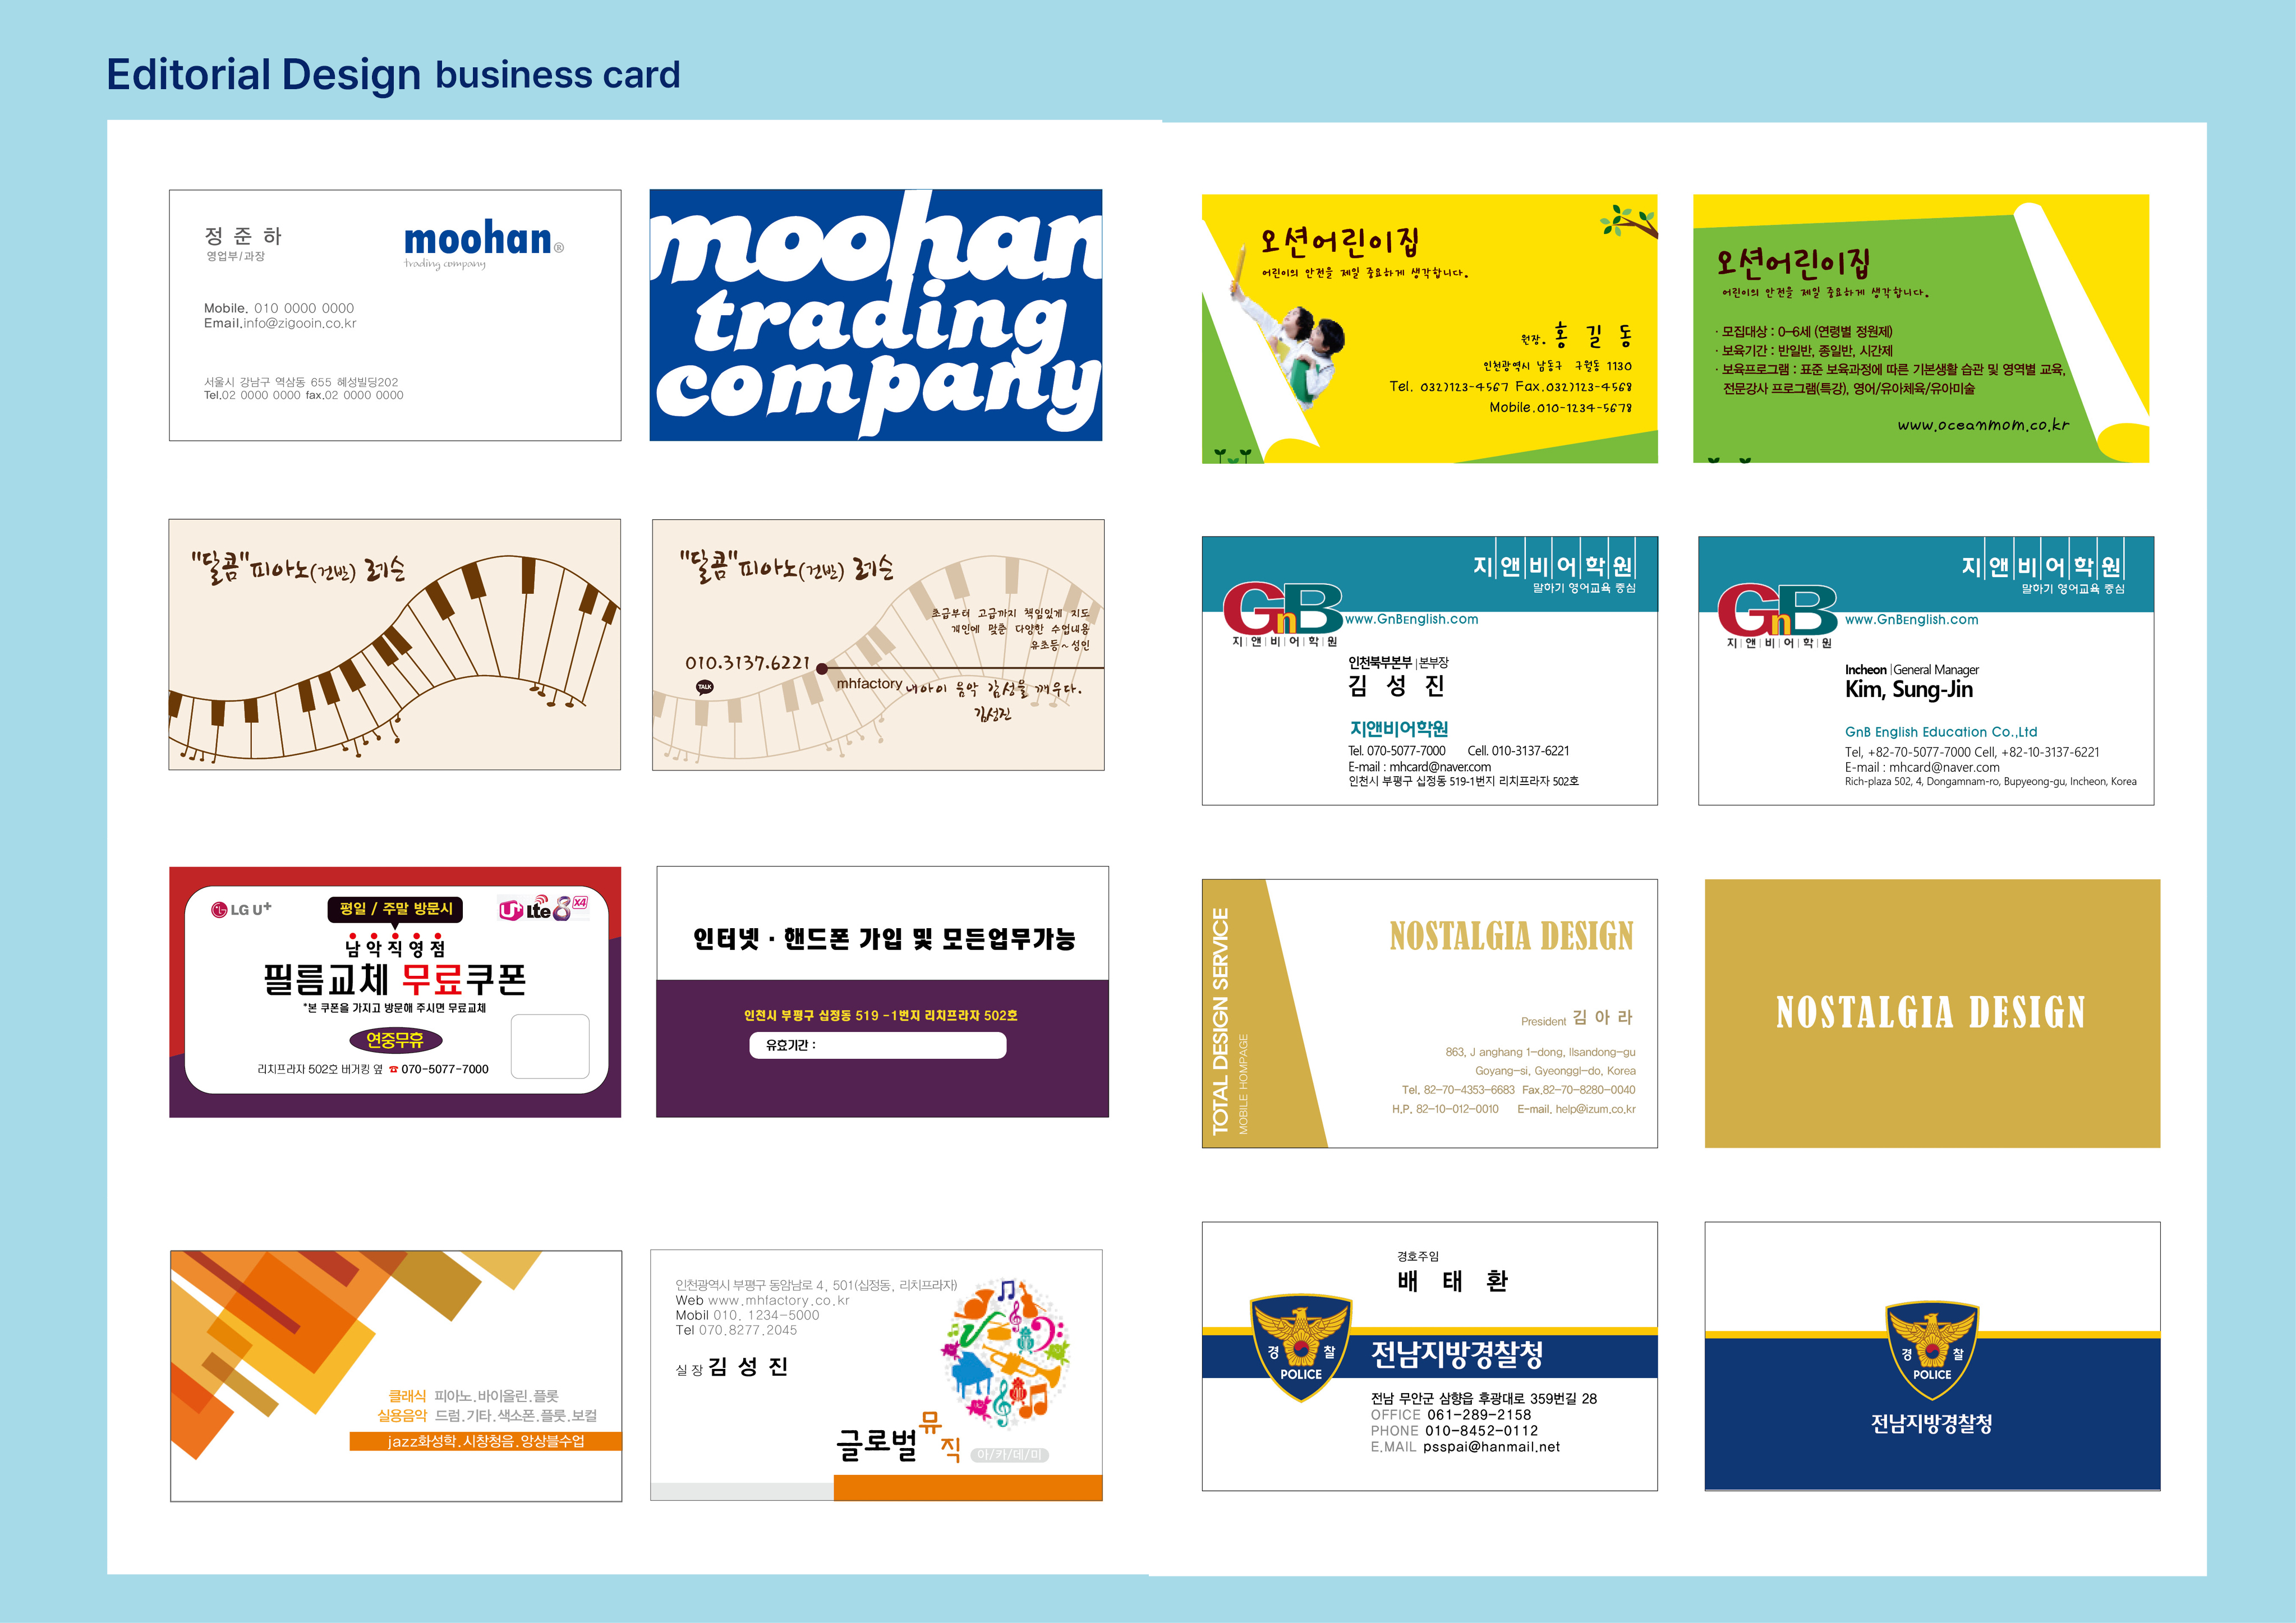 Editorial Design business card
정 준 하
영업부/과장
moohan®
trading company
Mobile. 010 0000 0000
Email.info@zigooin.co.kr
서울시 강남구 역삼동 655 혜성빌딩202
Tel.02 0000 0000 fax.02 0000 0000
moohan
trading
company
오션어린이집
어린이의 안전을 제일 중요하게 생각합니다.
원장. 홍 길 동
인천광역시 남동구 구월동 1130
Tel. 032)123-4567 Fax.032)123-4568
Mobile.010-1234-5678
오션어린이집
어린이의 안전을 제일 중요하게 생각합니다.
· 모집대상 : 0-6세 (연령별 정원제)
· 보육기간 : 반일반, 종일반, 시간제
· 보육프로그램 : 표준 보육과정에 따른 기본생활 습관 및 영역별 교육,
전문강사 프로그램(특강), 영어/유아체육/유아미술
www.oceanmom.co.kr
"달콤"피아노(건반) 레슨
"달콤"피아노(건반) 레슨
초급부터 고급까지 책임있게 지도
개인에 맞춘 다양한 수업내용
유초등~성인
010.3137.6221
TALK
mhfactory 내아이 음악 감성을 깨우다.
김성진
지앤비어학원
말하기 영어교육 중심
GnB
지|앤|비|어|학|원
www.GnBEnglish.com
인천북부본부 |본부장
김 성 진
지앤비어학원
Tel. 070-5077-7000 Cell. 010-3137-6221
E-mail : mhcard@naver.com
인천시 부평구 십정동 519-1번지 리치프라자 502호
지앤비어학원
말하기 영어교육 중심
GnB
지|앤|비|어|학|원
www.GnBEnglish.com
Incheon |General Manager
Kim, Sung-Jin
GnB English Education Co.,Ltd
Tel, +82-70-5077-7000 Cell, +82-10-3137-6221
E-mail : mhcard@naver.com
Rich-plaza 502, 4, Dongamnam-ro, Bupyeong-gu, Incheon, Korea
LG U+
평일 / 주말 방문시
U+ Lte8 X4
남악직영점
필름교체 무료쿠폰
*본 쿠폰을 가지고 방문해 주시면 무료교체
연중무휴
리치프라자 502호 버거킹 옆 ☎ 070-5077-7000
인터넷 · 핸드폰 가입 및 모든업무가능
인천시 부평구 십정동 519 -1번지 리치프라자 502호
유효기간 :
TOTAL DESIGN SERVICE
MOBILE HOMPAGE
NOSTALGIA DESIGN
President 김 아 라
863, J anghang 1-dong, Ilsandong-gu
Goyang-si, Gyeonggl-do, Korea
Tel. 82-70-4353-6683 Fax.82-70-8280-0040
H.P. 82-10-012-0010 E-mail. help@izum.co.kr
NOSTALGIA DESIGN
클래식 피아노.바이올린.플룻
실용음악 드럼.기타.색소폰.플룻.보컬
jazz화성학.시창청음.앙상블수업
인천광역시 부평구 동암남로 4, 501(십정동, 리치프라자)
Web www.mhfactory.co.kr
Mobil 010. 1234-5000
Tel 070.8277.2045
실장 김 성 진
글로벌뮤직
아/카/데/미
경호주임
배 태 환
경 찰
POLICE
전남지방경찰청
전남 무안군 삼향읍 후광대로 359번길 28
OFFICE 061-289-2158
PHONE 010-8452-0112
E.MAIL psspai@hanmail.net
경 찰
POLICE
전남지방경찰청